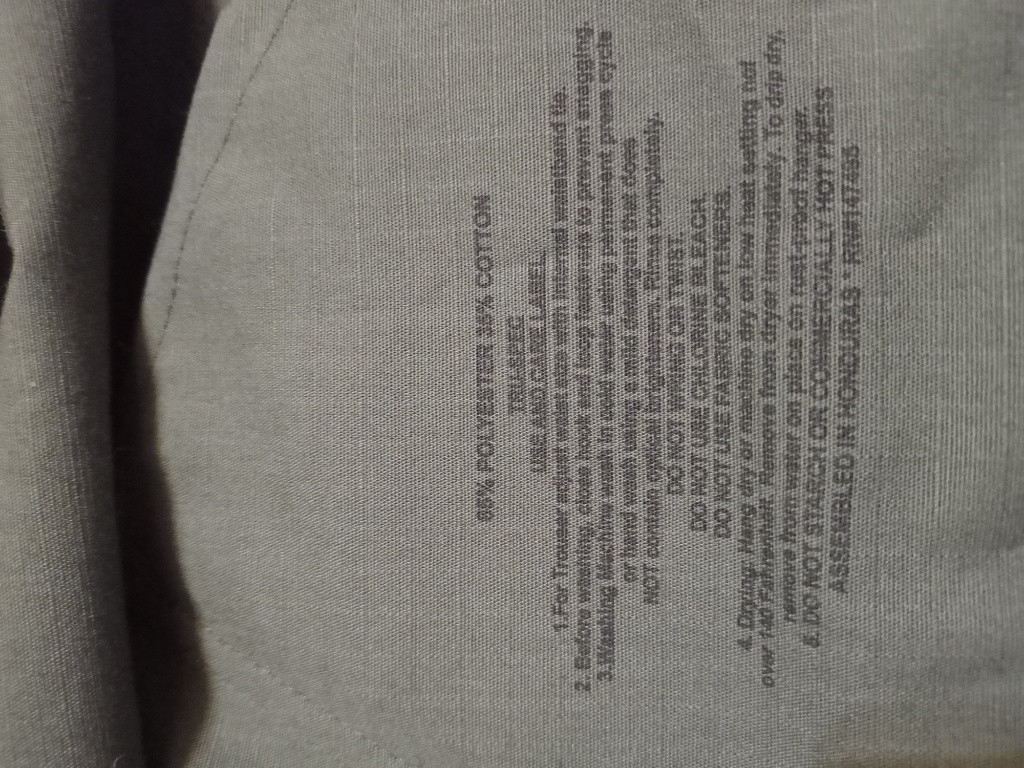 65% POLYESTER 35% COTTON
TRU-SPEC
USE AND CARE LABEL
1.For Trouser adjust waist size with internal waistband tie.
2. Before washing, close hook and loop fasteners to prevent snagging.
3.Washing Machine wash in cold water using permanent press cycle
or hand wash using a mild detergent that does
NOT contain optical brighteners. Rinse completely.
DO NOT WRING OR TWIST.
DO NOT USE CHLORINE BLEACH.
DO NOT USE FABRIC SOFTENERS.
4. Drying: Hang dry or machine dry on low heat setting not
over 140 Fahrenheit. Remove from dryer immediately. To drip dry,
remove from water on place on rust-proof hanger.
5. DO NOT STARCH OR COMMERCIALLY HOT PRESS
ASSEMBLED IN HONDURAS * RN#147485